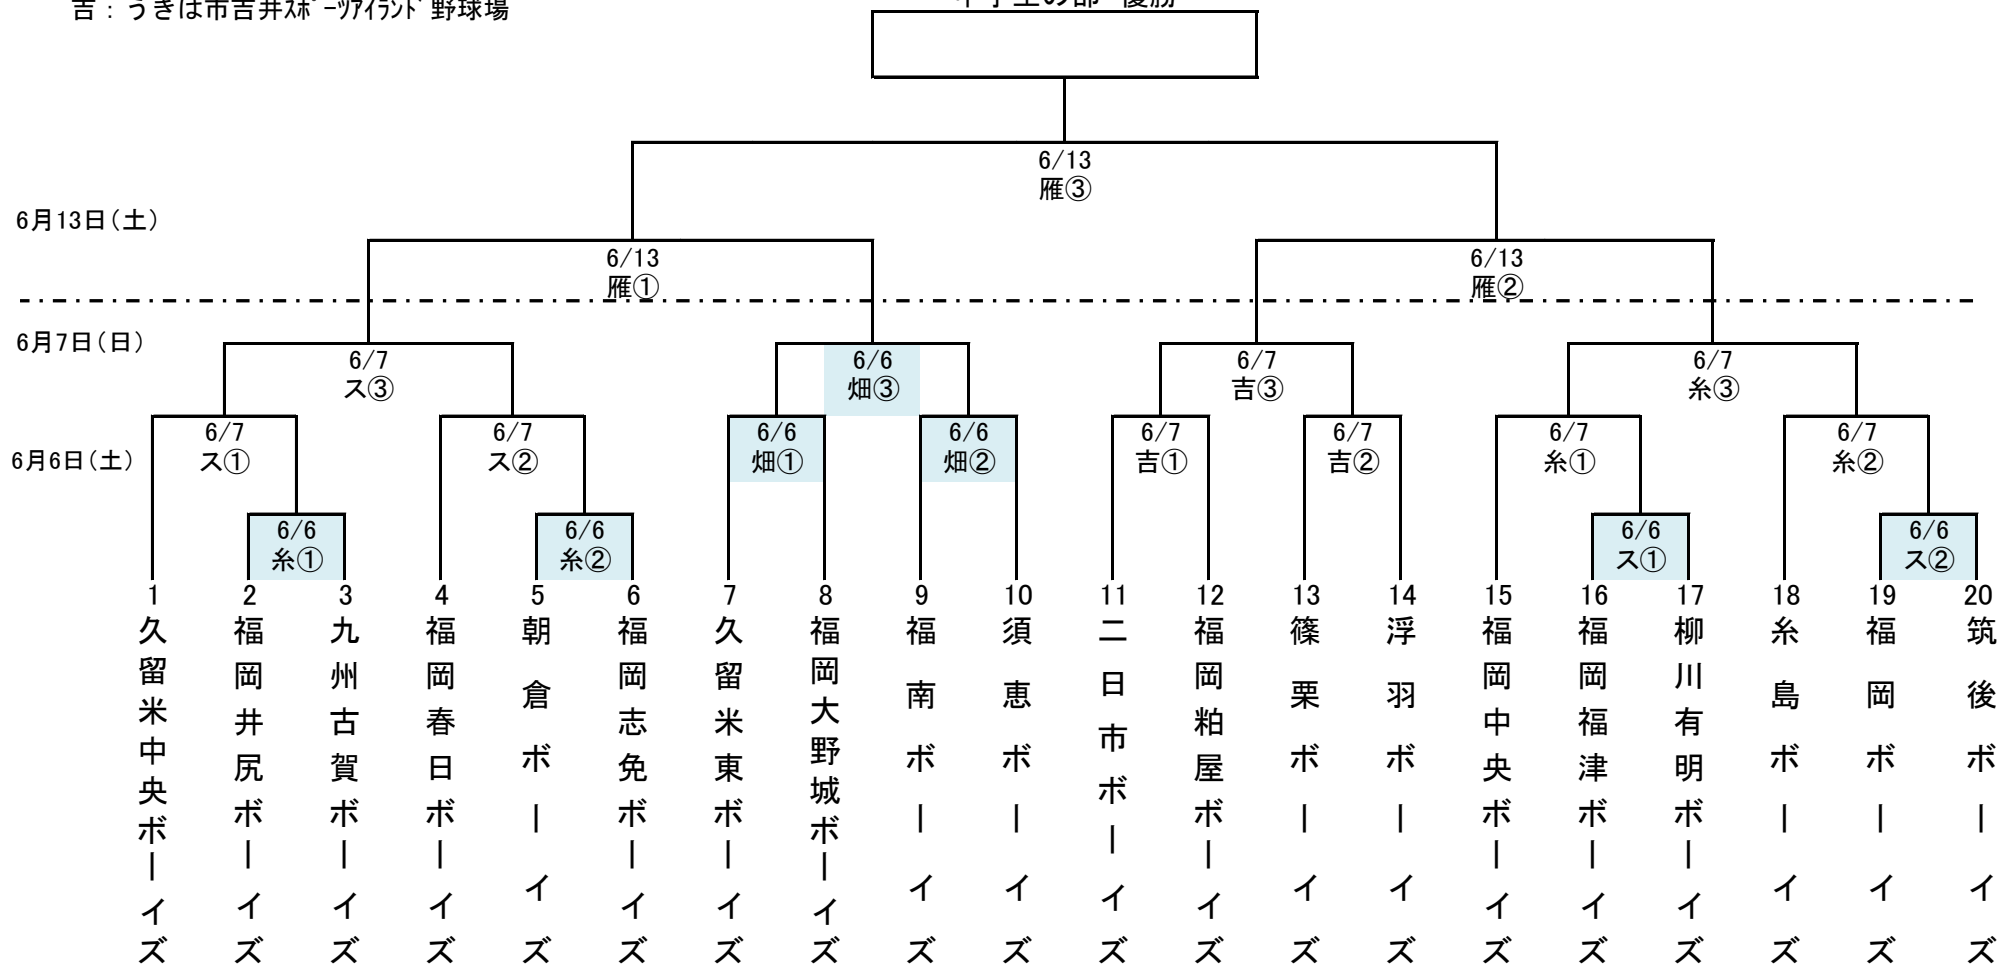 吉：うきは市吉井ｽﾎﾟｰﾂｱｲﾗﾝﾄﾞ野球場
中学生の部 優勝
6/13
雁③
6月13日(土)
6/13
雁①
6/13
雁②
6月7日(日)
6/7
ス③
6/6
畑③
6/7
吉③
6/7
糸③
6月6日(土)
6/7
ス①
6/7
ス②
6/6
畑①
6/6
畑②
6/7
吉①
6/7
吉②
6/7
糸①
6/7
糸②
6/6
糸①
6/6
糸②
6/6
ス①
6/6
ス②
1
久留米中央ボーイズ
2
福岡井尻ボーイズ
3
九州古賀ボーイズ
4
福岡春日ボーイズ
5
朝倉ボーイズ
6
福岡志免ボーイズ
7
久留米東ボーイズ
8
福岡大野城ボーイズ
9
福南ボーイズ
10
須恵ボーイズ
11
二日市ボーイズ
12
福岡粕屋ボーイズ
13
篠栗ボーイズ
14
浮羽ボーイズ
15
福岡中央ボーイズ
16
福岡福津ボーイズ
17
柳川有明ボーイズ
18
糸島ボーイズ
19
福岡ボーイズ
20
筑後ボーイズ